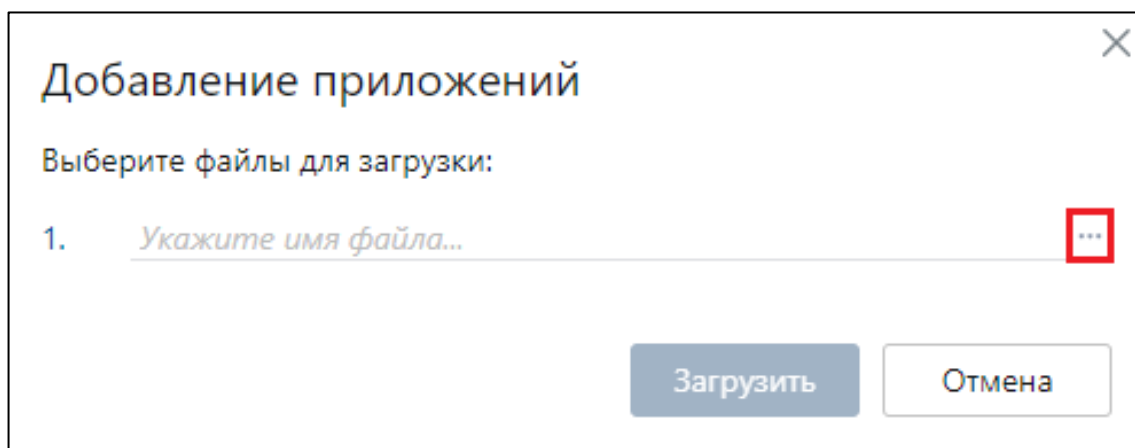 Добавление приложений
Выберите файлы для загрузки:
1. Укажите имя файла...
Загрузить Отмена